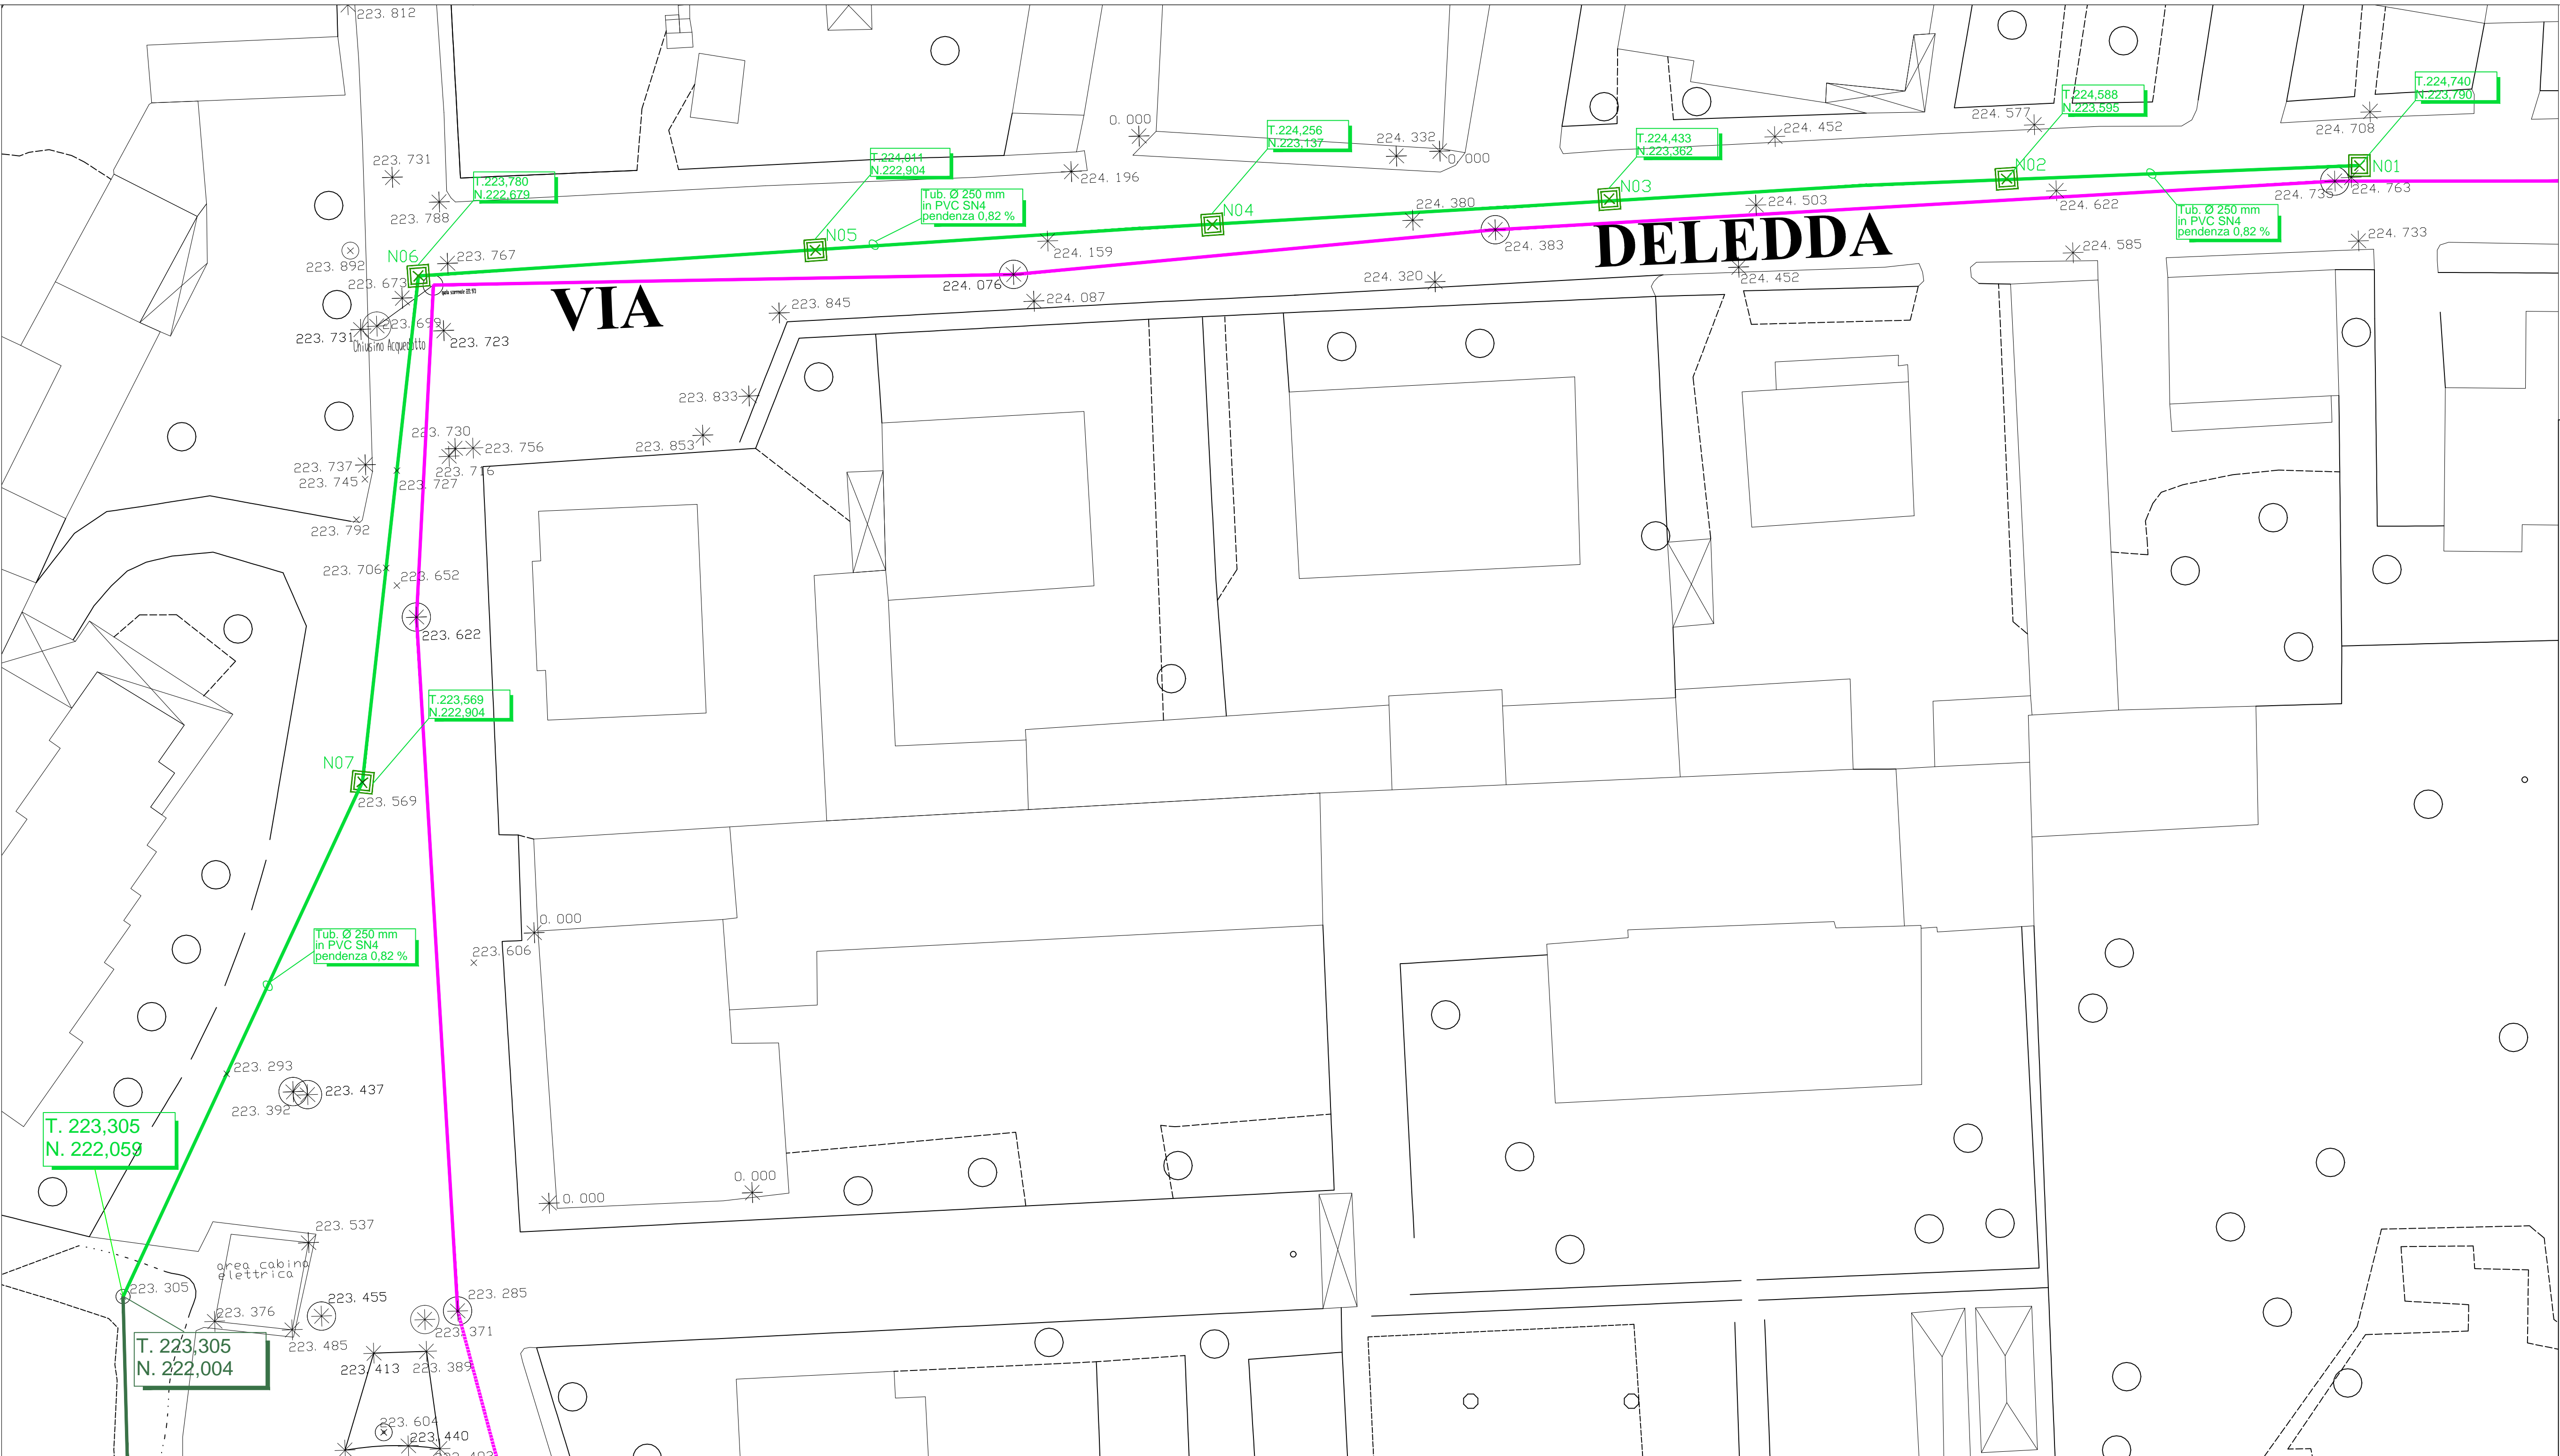 223. 812
T.224,740
N.223,790
T.224,588
N.223,595
224. 577
224. 708
0. 000
T.224,256
N.223,137
224. 332
0. 000
T.224,433
N.223,362
224. 452
223. 731
T.224,011
N.222,904
224. 196
N02
N01
T.223,780
N.222,679
Tub. Ø 250 mm
in PVC SN4
pendenza 0,82 %
N03
224. 763
224. 735
223. 788
N04
224. 380
224. 503
224. 622
Tub. Ø 250 mm
in PVC SN4
pendenza 0,82 %
N05
224. 159
224. 383
DELEDDA
224. 733
223. 892
N06
223. 767
224. 585
223. 673
224. 076
224. 320
224. 452
VIA
223. 845
224. 087
223. 699
223. 731
223. 723
Chiusino Acquedotto
223. 833
223. 730
223. 756
223. 853
223. 737
223. 716
223. 745
223. 727
223. 792
223. 706
223. 652
223. 622
T.223,569
N.222,904
N07
223. 569
0. 000
Tub. Ø 250 mm
in PVC SN4
pendenza 0,82 %
223. 606
223. 293
223. 437
223. 392
T. 223,305
N. 222,059
0. 000
0. 000
223. 537
area cabina
elettrica
223. 305
223. 455
223. 285
223. 376
223. 371
223. 485
T. 223,305
N. 222,004
223. 413
223. 389
223. 604
223. 440